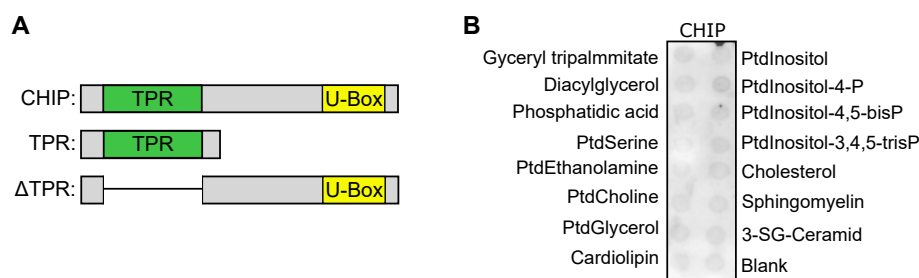 A
CHIP: TPR U-Box
TPR: TPR
ΔTPR: U-Box
B
CHIP
Gyceryl tripalmmitate PtdInositol
Diacylglycerol PtdInositol-4-P
Phosphatidic acid PtdInositol-4,5-bisP
PtdSerine PtdInositol-3,4,5-trisP
PtdEthanolamine Cholesterol
PtdCholine Sphingomyelin
PtdGlycerol 3-SG-Ceramid
Cardiolipin Blank